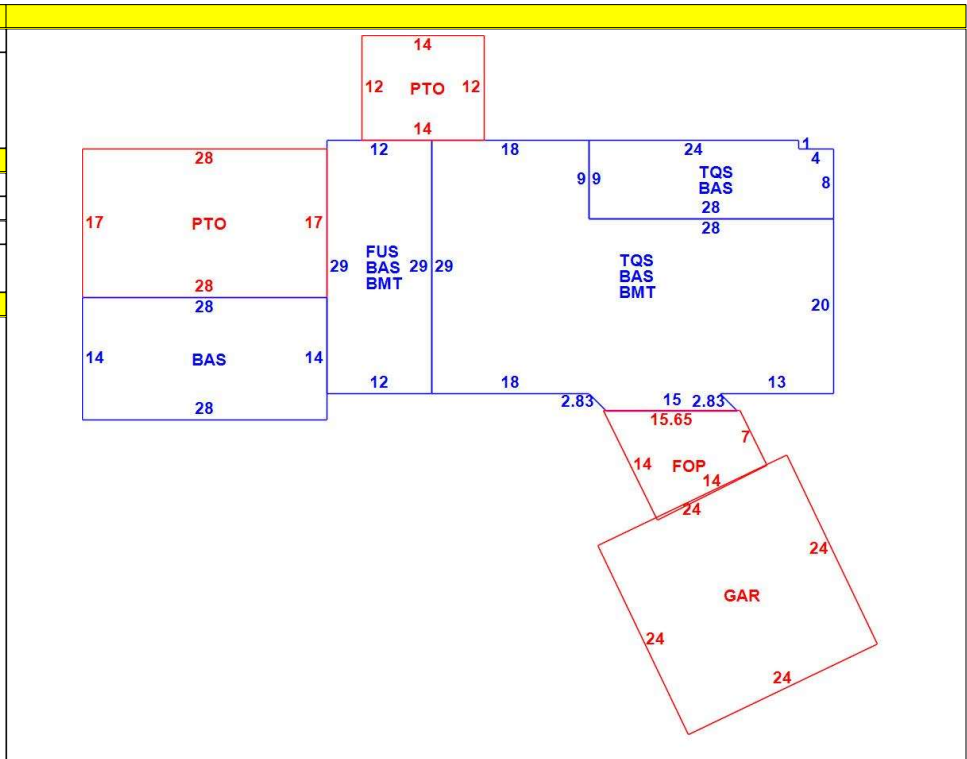 14
12 PTO 12
14
12 18 24 1
4
28
9 9 TQS 8
BAS
28
28
17 PTO 17
FUS
BAS
BMT
29 29 29
TQS
BAS
BMT
28
28
20
14 BAS 14
28
12 18 13
2.83 15 2.83
15.65
7
14 FOP
14
24
24
GAR
24
24